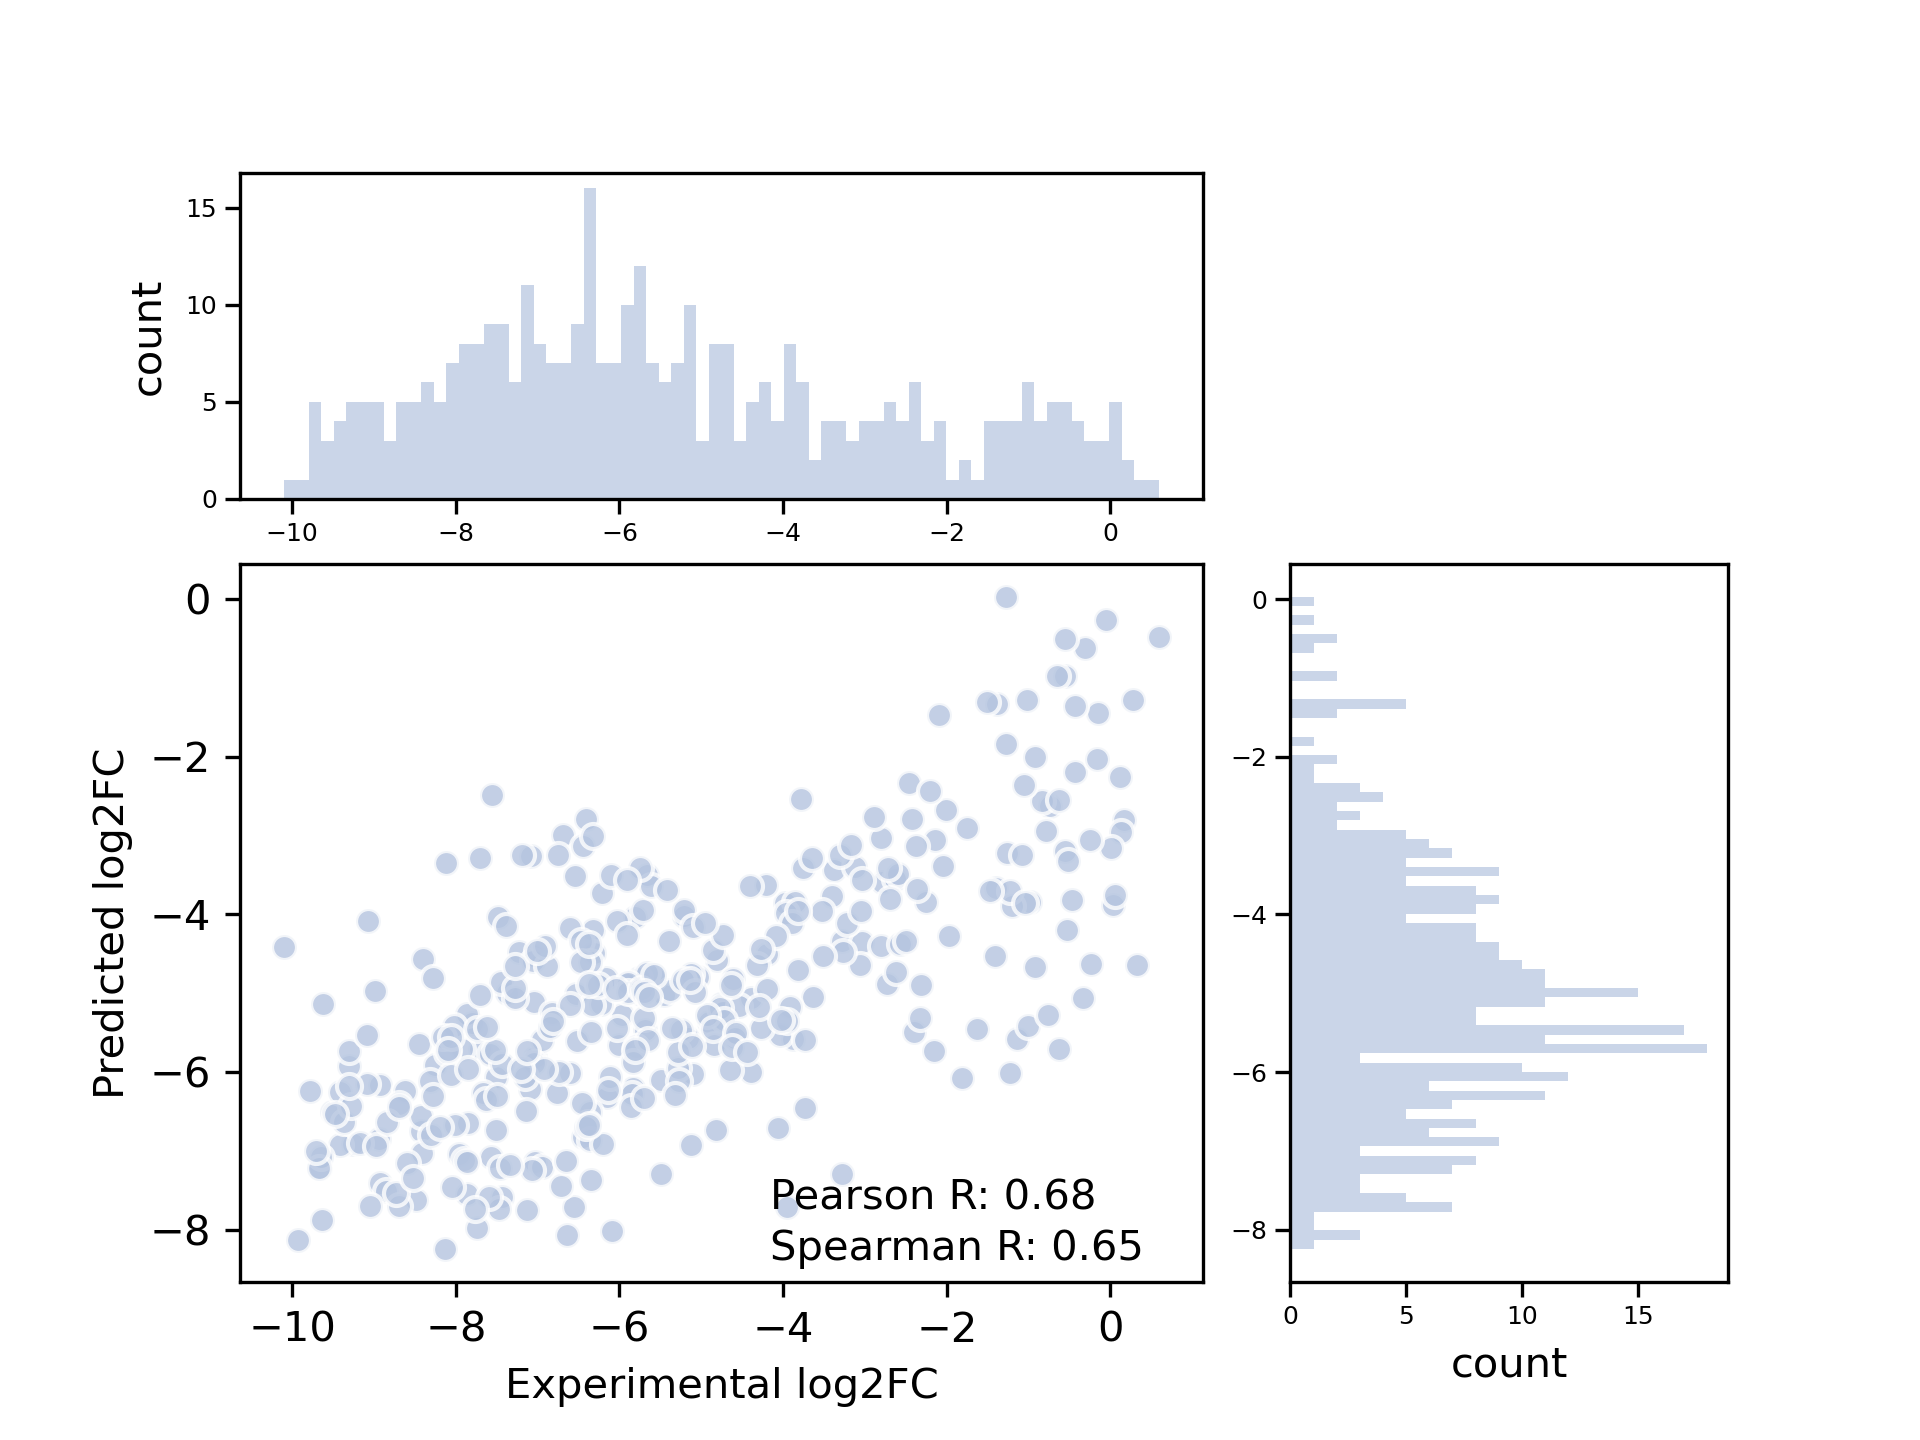 15
10
5
0
count
−10 −8 −6 −4 −2 0
0
−2
−4
−6
−8
Predicted log2FC
Pearson R: 0.68
Spearman R: 0.65
−10 −8 −6 −4 −2 0
Experimental log2FC
0
−2
−4
−6
−8
0 5 10 15
count